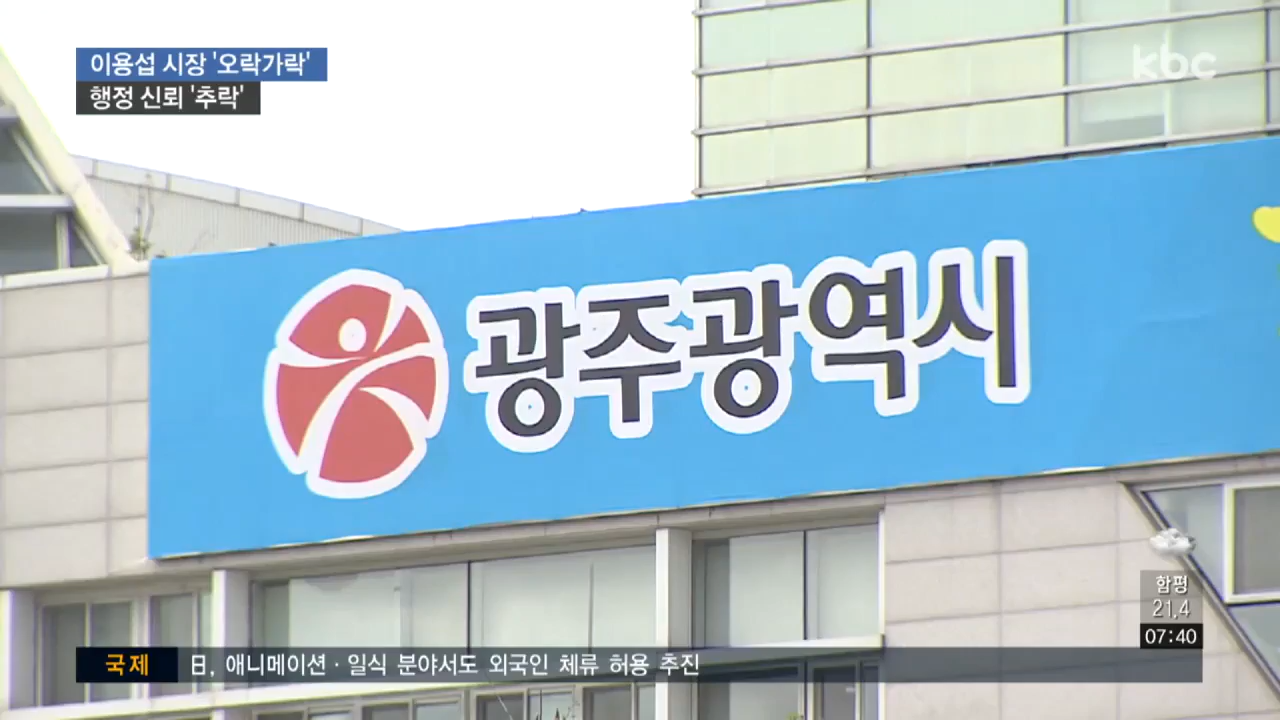 이용섭 시장 '오락가락'
행정 신뢰 '추락'
kbc
광주광역시
함평
21.4
07:40
국제 日, 애니메이션·일식 분야서도 외국인 체류 허용 추진